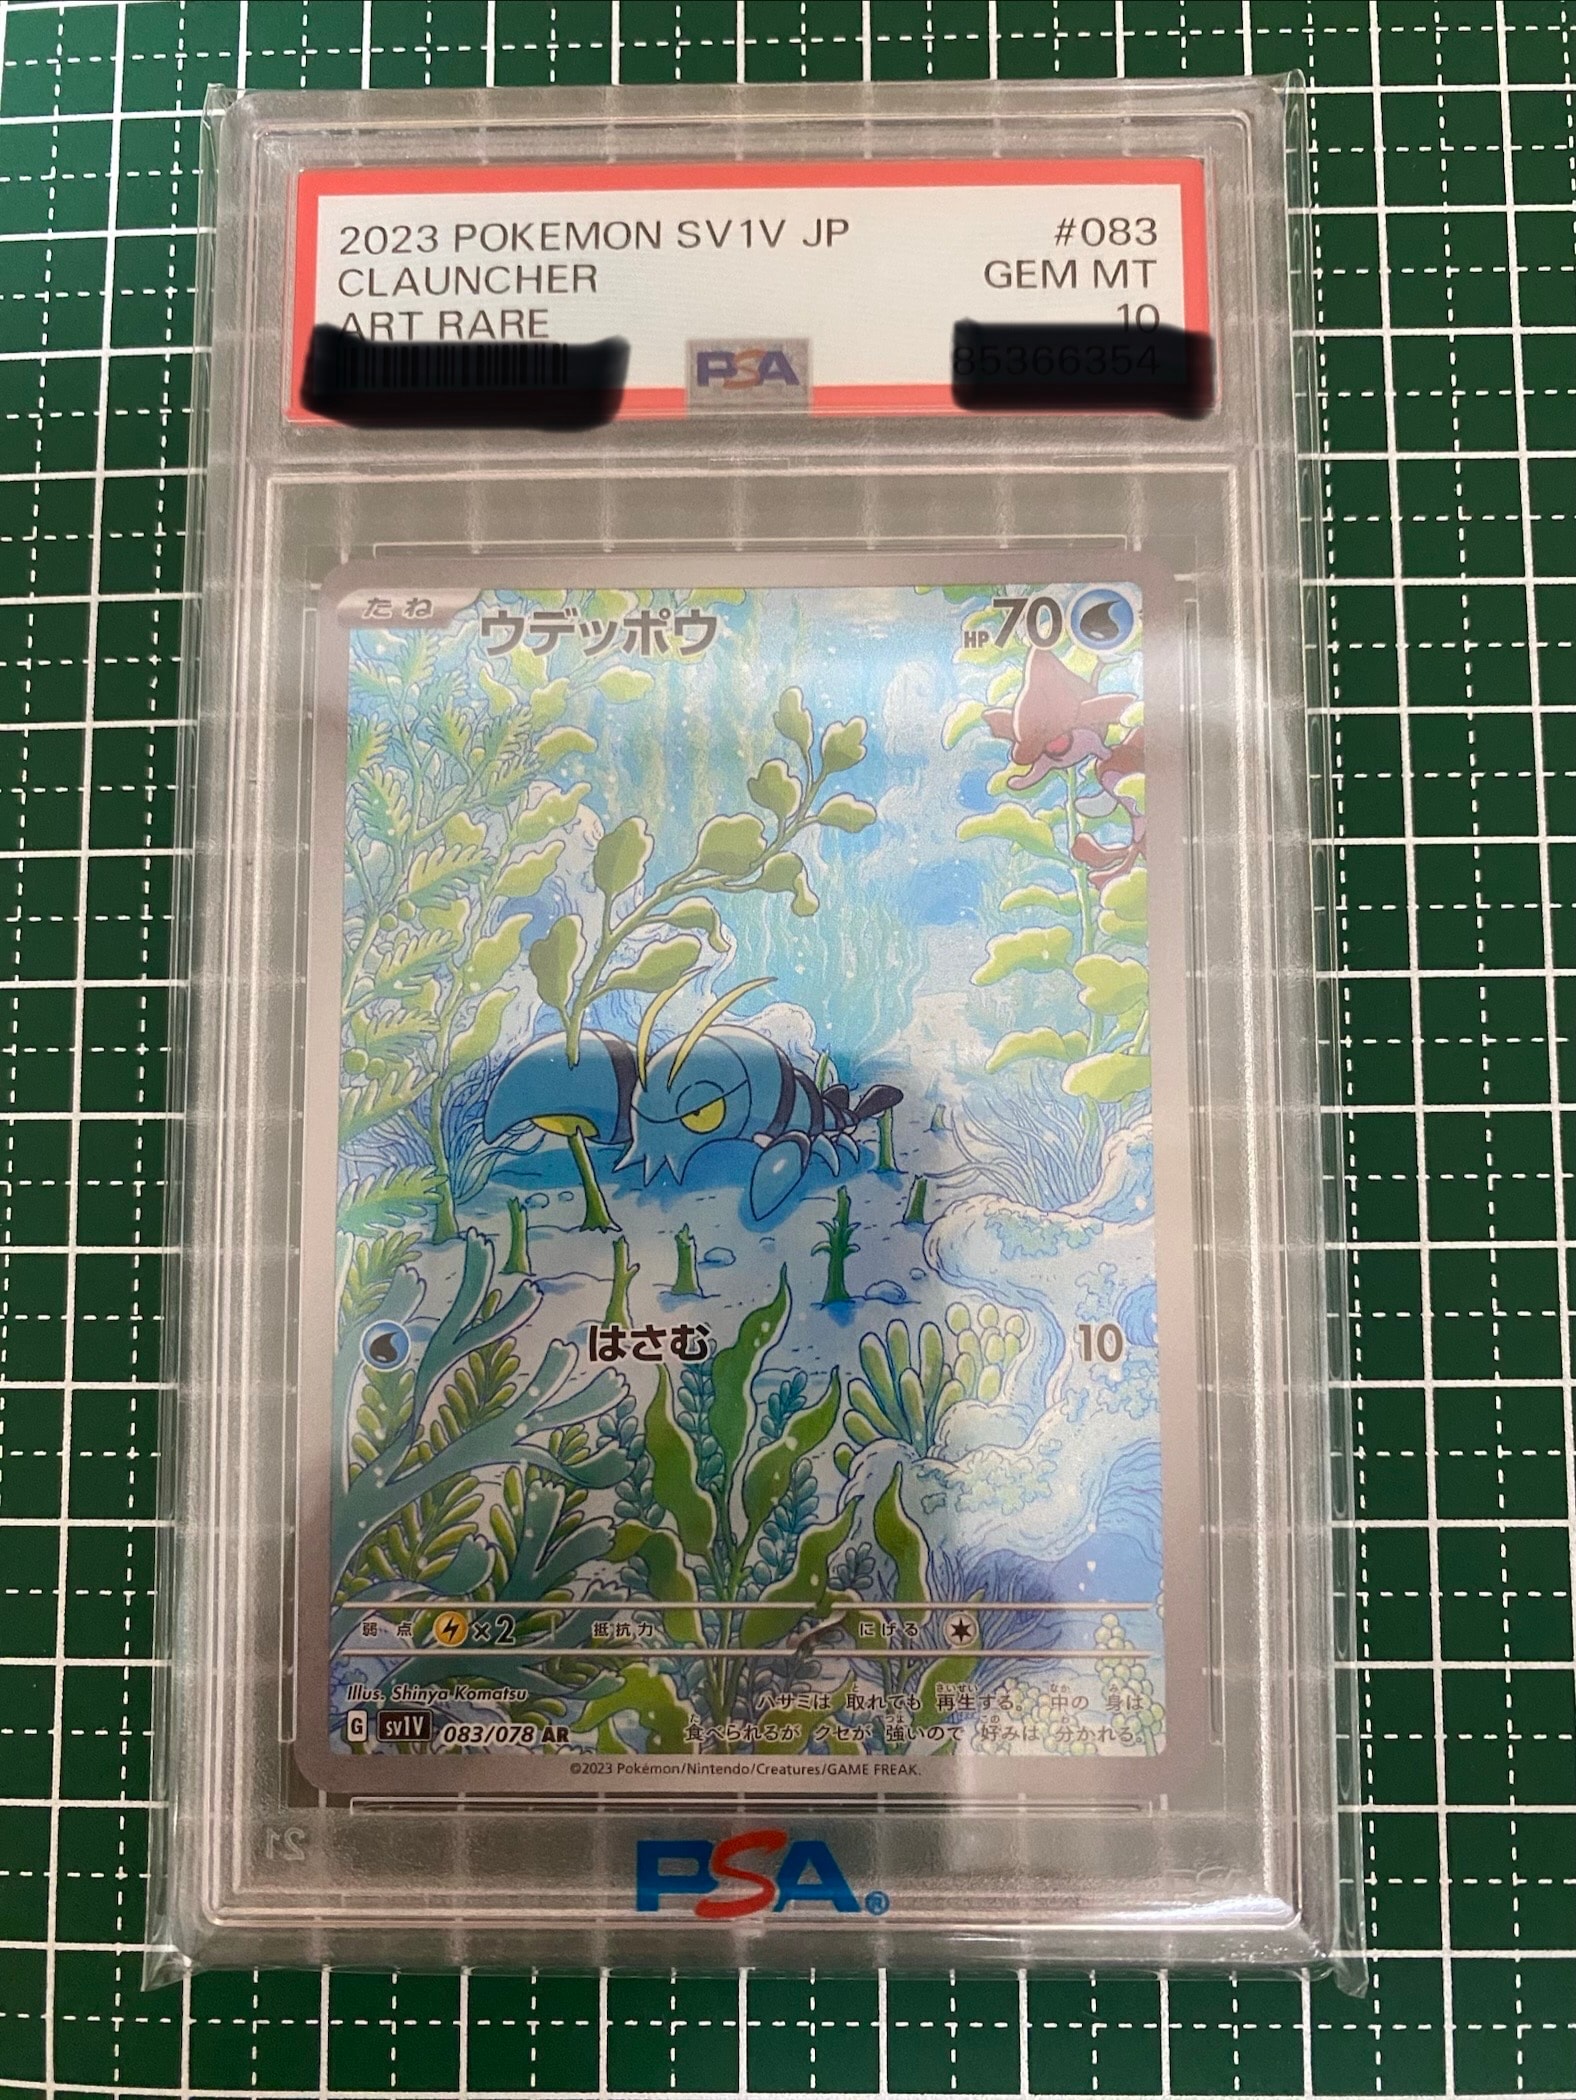 2023 POKEMON SV1V JP #083
CLAUNCHER GEM MT
ART RARE 10
PSA 85366354
たね ウデッポウ HP70
はさむ 10
弱点 ×2 抵抗力 にげる
Illus. Shinya Komatsu
ハサミは 取れても 再生する。 中の 身は
食べられるが クセが 強いので 好みは 分かれる。
G sv1V 083/078 AR
©2023 Pokémon/Nintendo/Creatures/GAME FREAK.
21
PSA®